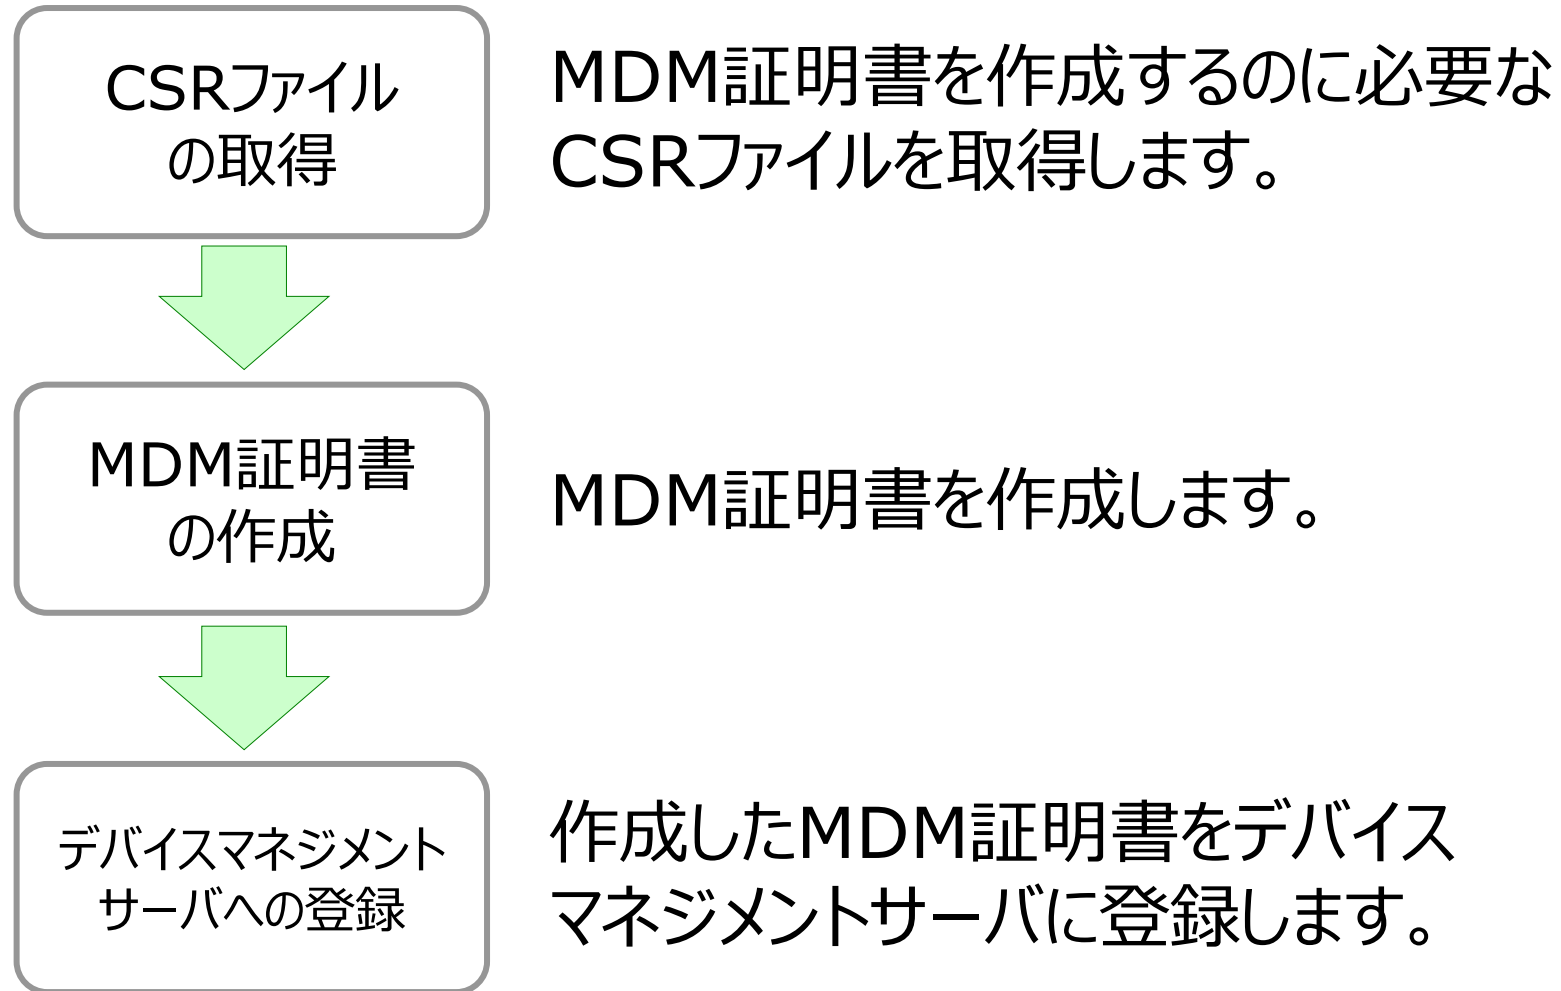 CSRファイル
の取得
MDM証明書を作成するのに必要な
CSRファイルを取得します。
MDM証明書
の作成
MDM証明書を作成します。
デバイスマネジメント
サーバへの登録
作成したMDM証明書をデバイス
マネジメントサーバに登録します。